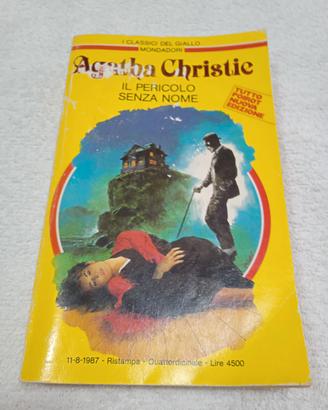 I CLASSICI DEL GIALLO
MONDADORI
Agatha Christie
IL PERICOLO
SENZA NOME
TUTTO
POIROT
NUOVA
EDIZIONE
11-8-1987 - Ristampa - Quattordicinale - Lire 4500